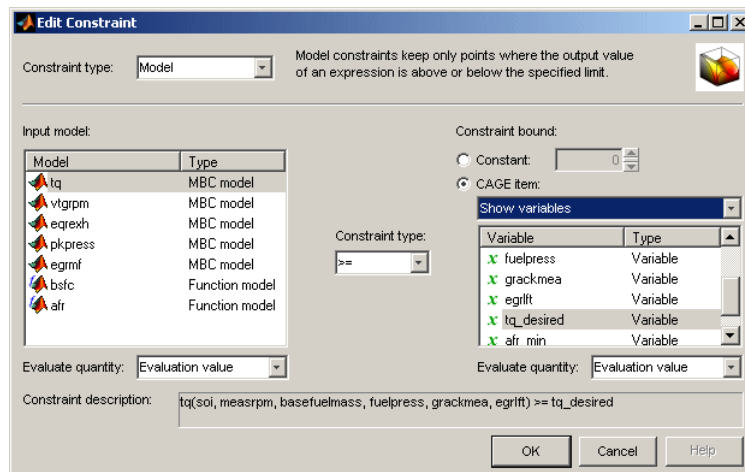 Edit Constraint
Constraint type: Model
Model constraints keep only points where the output value
of an expression is above or below the specified limit.
Input model:
Model Type
tq MBC model
vtgrpm MBC model
eqrexh MBC model
pkpress MBC model
egrmf MBC model
bsfc Function model
afr Function model
Evaluate quantity: Evaluation value
Constraint type:
>=
Constraint bound:
Constant: 0
CAGE item:
Show variables
Variable Type
x fuelpress Variable
x grackmea Variable
x egrlft Variable
x tq_desired Variable
x afr_min Variable
Evaluate quantity: Evaluation value
Constraint description: tq(soi, measrpm, basefuelmass, fuelpress, grackmea, egrlft) >= tq_desired
OK Cancel Help